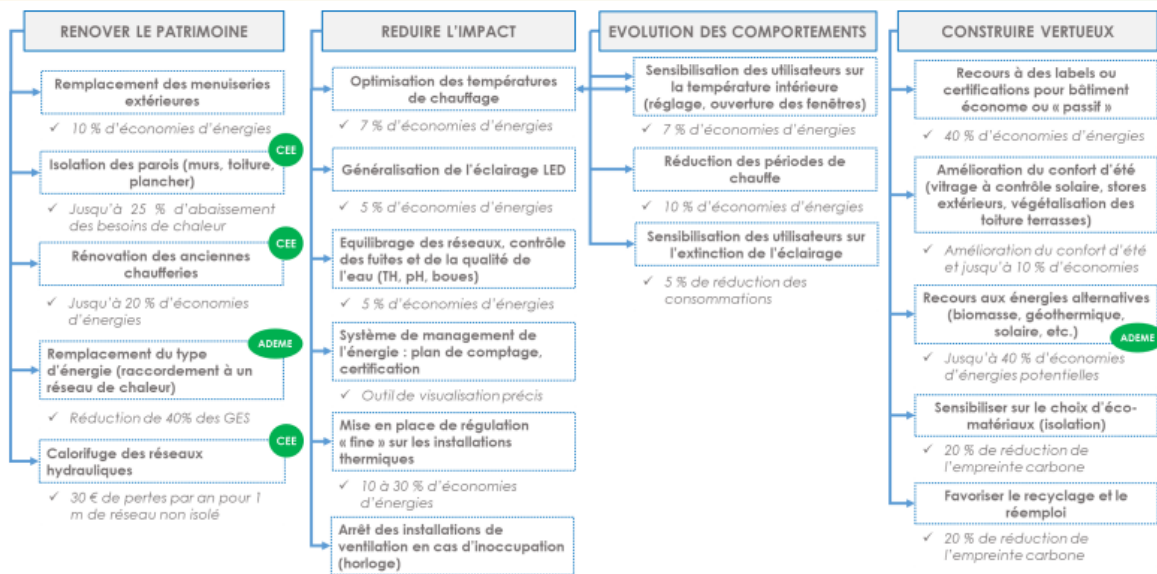 RENOVER LE PATRIMOINE
Remplacement des menuiseries
extérieures
✓ 10 % d'économies d'énergies
CEE
Isolation des parois (murs, toiture,
plancher)
✓ Jusqu'à 25 % d'abaissement
des besoins de chaleur
CEE
Rénovation des anciennes
chaufferies
✓ Jusqu'à 20 % d'économies
d'énergies
ADEME
Remplacement du type
d'énergie (raccordement à un
réseau de chaleur)
✓ Réduction de 40% des GES
CEE
Calorifuge des réseaux
hydrauliques
✓ 30 € de pertes par an pour 1
m de réseau non isolé
REDUIRE L'IMPACT
Optimisation des températures
de chauffage
✓ 7 % d'économies d'énergies
Généralisation de l'éclairage LED
✓ 5 % d'économies d'énergies
Equilibrage des réseaux, contrôle
des fuites et de la qualité de
l'eau (TH, pH, boues)
✓ 5 % d'économies d'énergies
Système de management de
l'énergie : plan de comptage,
certification
✓ Outil de visualisation précis
Mise en place de régulation
« fine » sur les installations
thermiques
✓ 10 à 30 % d'économies
d'énergies
Arrêt des installations de
ventilation en cas d'inoccupation
(horloge)
EVOLUTION DES COMPORTEMENTS
Sensibilisation des utilisateurs sur
la température intérieure
(réglage, ouverture des fenêtres)
✓ 7 % d'économies d'énergies
Réduction des périodes de
chauffe
✓ 10 % d'économies d'énergies
Sensibilisation des utilisateurs sur
l'extinction de l'éclairage
✓ 5 % de réduction des
consommations
CONSTRUIRE VERTUEUX
Recours à des labels ou
certifications pour bâtiment
économe ou « passif »
✓ 40 % d'économies d'énergies
Amélioration du confort d'été
(vitrage à contrôle solaire, stores
extérieurs, végétalisation des
toiture terrasses)
✓ Amélioration du confort d'été
et jusqu'à 10 % d'économies
Recours aux énergies alternatives
(biomasse, géothermique,
solaire, etc.)
ADEME
✓ Jusqu'à 40 % d'économies
d'énergies potentielles
Sensibiliser sur le choix d'éco-
matériaux (isolation)
✓ 20 % de réduction de
l'empreinte carbone
Favoriser le recyclage et le
réemploi
✓ 20 % de réduction de
l'empreinte carbone